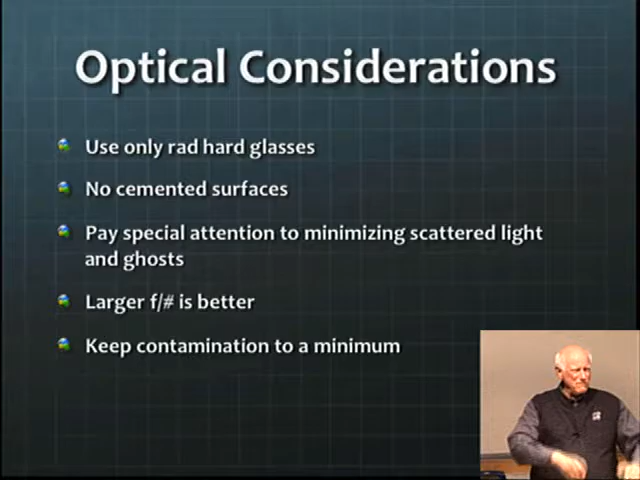 Optical Considerations
Use only rad hard glasses
No cemented surfaces
Pay special attention to minimizing scattered light
and ghosts
Larger f/# is better
Keep contamination to a minimum